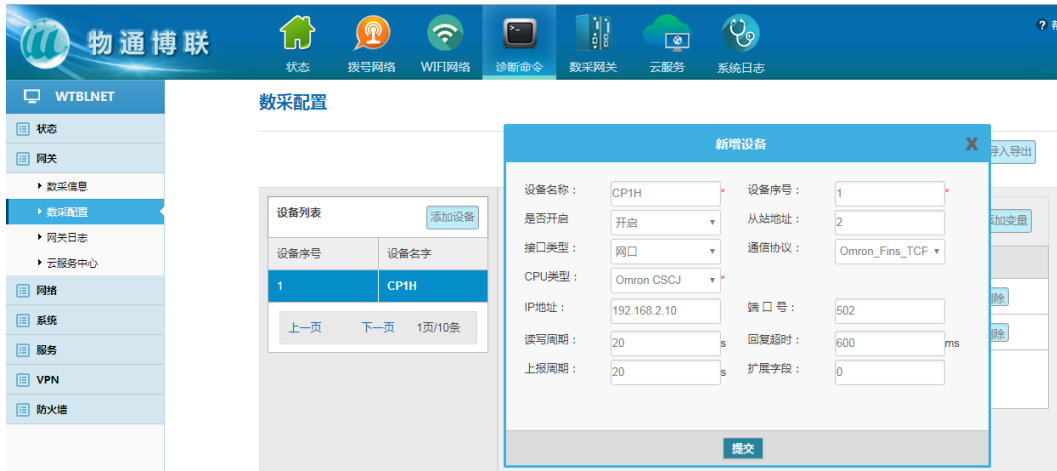 物通博联
状态 拨号网络 WIFI网络 诊断命令 数采网关 云服务 系统日志
WTBLNET
数采配置
状态
网关
数采信息
数采配置
网关日志
云服务中心
网络
系统
服务
VPN
防火墙
导入导出
设备列表 添加设备
设备序号 设备名字
1 CP1H
上一页 下一页 1页/10条
添加变量
删除
删除
新增设备 X
设备名称： CP1H * 设备序号： 1 *
是否开启 开启 从站地址： 2
接口类型： 网口 通信协议： Omron_Fins_TCP
CPU类型： Omron CSCJ *
IP地址： 192.168.2.10 端 口 号： 502
读写周期： 20 s 回复超时： 600 ms
上报周期： 20 s 扩展字段： 0
提交